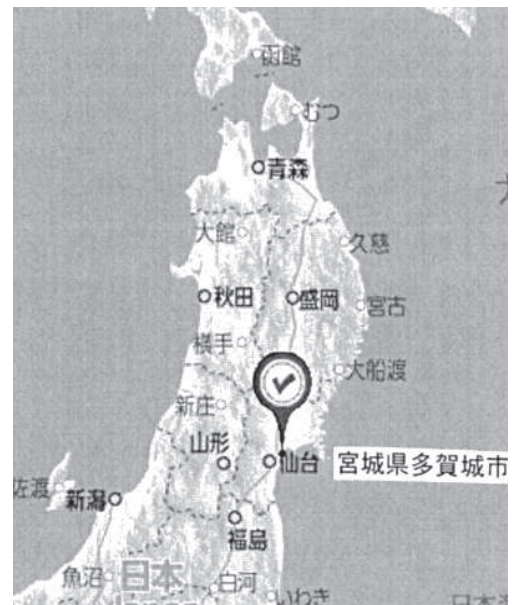 函館
むつ
青森
大館
久慈
秋田
盛岡
宮古
横手
大船渡
新庄
山形
仙台
宮城県多賀城市
佐渡
新潟
福島
魚沼
日本
白河
いわき